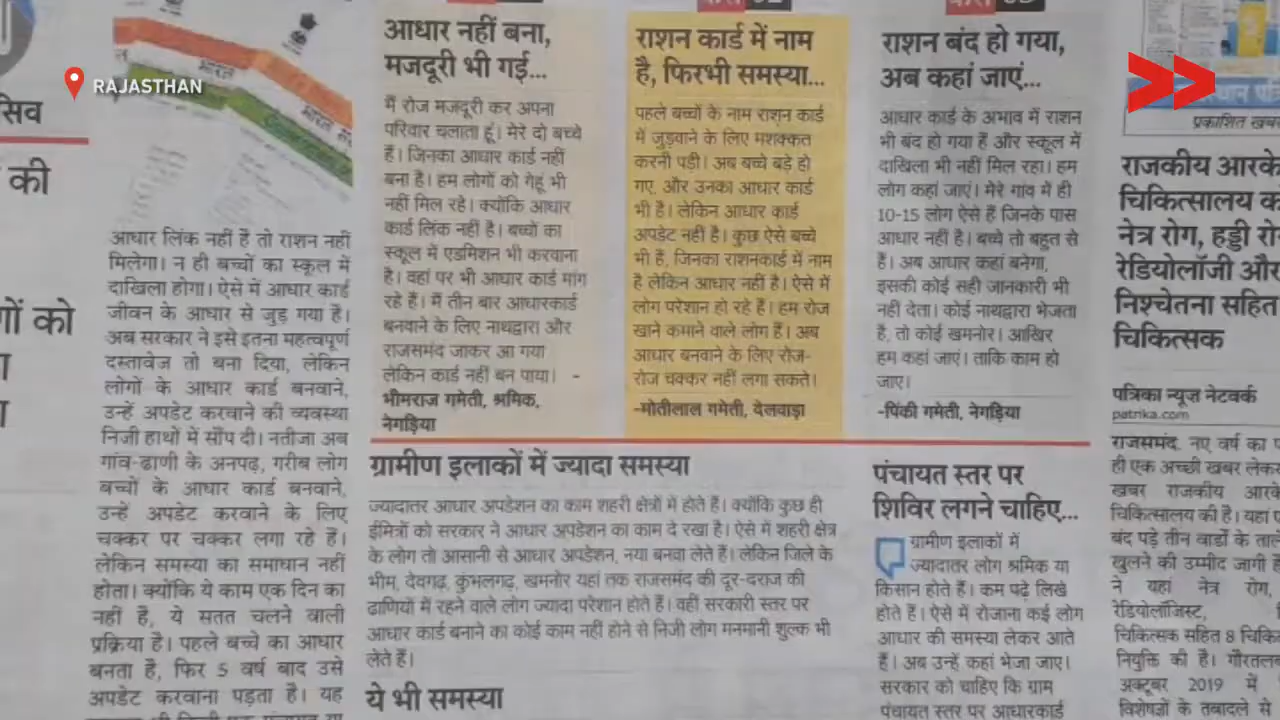 RAJASTHAN
सिव
की
ों को
आधार लिंक नहीं है तो राशन नहीं
मिलेगा। न ही बच्चों का स्कूल में
दाखिला होगा। ऐसे में आधार कार्ड
जीवन के आधार से जुड़ गया है।
अब सरकार ने इसे इतना महत्वपूर्ण
दस्तावेज तो बना दिया, लेकिन
लोगों के आधार कार्ड बनवाने,
उन्हें अपडेट करवाने की व्यवस्था
निजी हाथों में सौंप दी। नतीजा अब
गांव-ढाणी के अनपढ़, गरीब लोग
बच्चों के आधार कार्ड बनवाने,
उन्हें अपडेट करवाने के लिए
चक्कर पर चक्कर लगा रहे हैं।
लेकिन समस्या का समाधान नहीं
होता। क्योंकि ये काम एक दिन का
नहीं है, ये सतत चलने वाली
प्रक्रिया है। पहले बच्चे का आधार
बनता है, फिर 5 वर्ष बाद उसे
अपडेट करवाना पड़ता है। यह
आधार नहीं बना,
मजदूरी भी गई...
मैं रोज मजदूरी कर अपना
परिवार चलाता हूं। मेरे दो बच्चे
हैं। जिनका आधार कार्ड नहीं
बना है। हम लोगों को गेहूं भी
नहीं मिल रहे। क्योंकि आधार
कार्ड लिंक नहीं है। बच्चों का
स्कूल में एडमिशन भी करवाना
है। वहां पर भी आधार कार्ड मांग
रहे हैं। मैं तीन बार आधारकार्ड
बनवाने के लिए नाथद्वारा और
राजसमंद जाकर आ गया
लेकिन कार्ड नहीं बन पाया। -
भीमराज गमेती, श्रमिक,
नेगड़िया
राशन कार्ड में नाम
है, फिरभी समस्या...
पहले बच्चों के नाम राशन कार्ड
में जुड़वाने के लिए मशक्कत
करनी पड़ी। अब बच्चे बड़े हो
गए, और उनका आधार कार्ड
भी है। लेकिन आधार कार्ड
अपडेट नहीं है। कुछ ऐसे बच्चे
भी है, जिनका राशनकार्ड में नाम
है लेकिन आधार नहीं है। ऐसे में
लोग परेशान हो रहे हैं। हम रोज
खाने कमाने वाले लोग हैं। अब
आधार बनवाने के लिए रोज-
रोज चक्कर नहीं लगा सकते।
-मोतीलाल गमेती, देलवाड़ा
राशन बंद हो गया,
अब कहां जाएं...
आधार कार्ड के अभाव में राशन
भी बंद हो गया हैं और स्कूल में
दाखिला भी नहीं मिल रहा। हम
लोग कहां जाएं। मेरे गांव में ही
10-15 लोग ऐसे हैं जिनके पास
आधार नहीं है। बच्चे तो बहुत से
हैं। अब आधार कहां बनेगा,
इसकी कोई सही जानकारी भी
नहीं देता। कोई नाथद्वारा भेजता
है, तो कोई खमनोर। आखिर
हम कहां जाएं। ताकि काम हो
जाए।
-पिंकी गमेती, नेगड़िया
ग्रामीण इलाकों में ज्यादा समस्या
ज्यादातर आधार अपडेशन का काम शहरी क्षेत्रों में होते हैं। क्योंकि कुछ ही
ईमित्रों को सरकार ने आधार अपडेशन का काम दे रखा है। ऐसे में शहरी क्षेत्र
के लोग तो आसानी से आधार अपडेशन, नया बनवा लेते हैं। लेकिन जिले के
भीम, देवगढ़, कुंभलगढ़, खमनोर यहां तक राजसमंद की दूर-दराज की
ढाणियों में रहने वाले लोग ज्यादा परेशान होते हैं। वहीं सरकारी स्तर पर
आधार कार्ड बनाने का कोई काम नहीं होने से निजी लोग मनमानी शुल्क भी
लेते हैं।
ये भी समस्या
पंचायत स्तर पर
शिविर लगने चाहिए...
ग्रामीण इलाकों में
ज्यादातर लोग श्रमिक या
किसान होते हैं। कम पढ़े लिखे
होते हैं। ऐसे में रोजाना कई लोग
आधार की समस्या लेकर आते
हैं। अब उन्हें कहां भेजा जाए।
सरकार को चाहिए कि ग्राम
पंचायत स्तर पर आधारकार्ड
प्रकाशित खबर
राजकीय आरके
चिकित्सालय क
नेत्र रोग, हड्डी रो
रेडियोलॉजी और
निश्चेतना सहित
चिकित्सक
पत्रिका न्यूज नेटवर्क
patrika.com
राजसमंद. नए वर्ष का
ही एक अच्छी खबर लेकर
खबर राजकीय आरके
चिकित्सालय की है। यहां
बंद पड़े तीन वार्डों के ताले
खुलने की उम्मीद जागी है
ने यहां नेत्र रोग,
रेडियोलॉजिस्ट,
चिकित्सक सहित 8 चिकि
नियुक्ति की है। गौरतल
अक्टूबर 2019 में
विशेषज्ञों के तबादले से